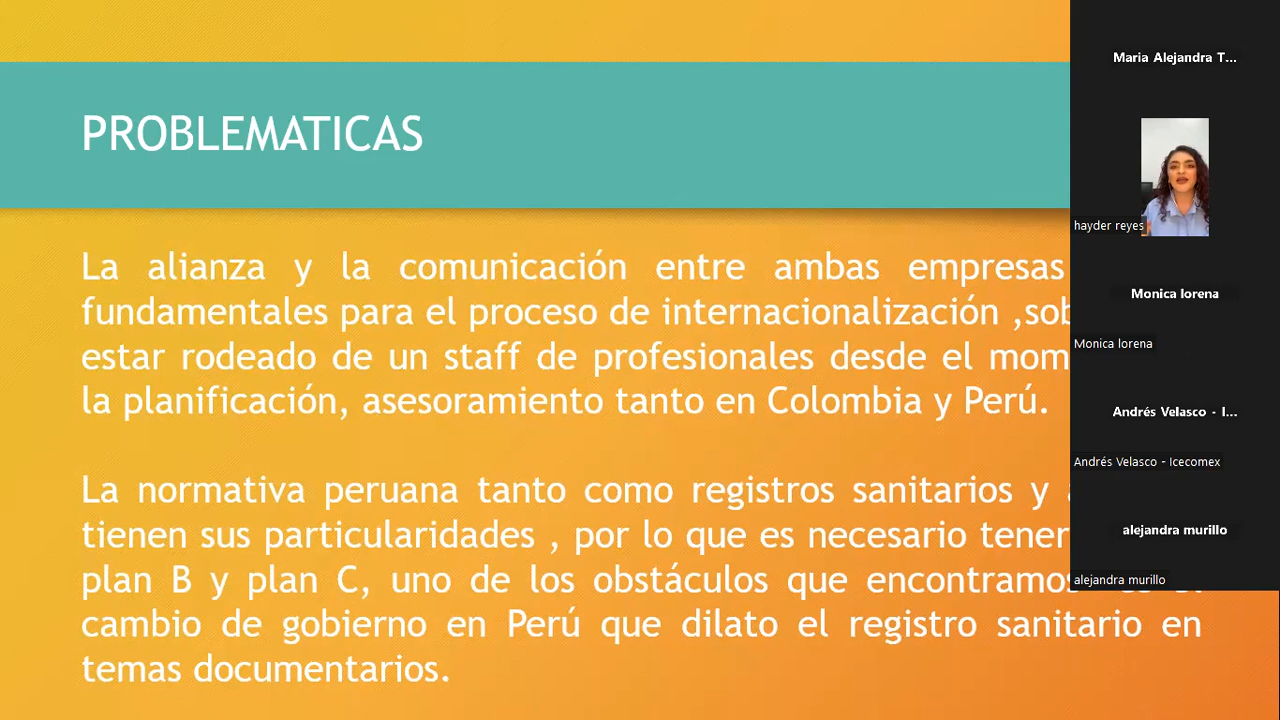 PROBLEMATICAS
La alianza y la comunicación entre ambas empresas
fundamentales para el proceso de internacionalización ,sob
estar rodeado de un staff de profesionales desde el mom
la planificación, asesoramiento tanto en Colombia y Perú.
La normativa peruana tanto como registros sanitarios y
tienen sus particularidades , por lo que es necesario tener
plan B y plan C, uno de los obstáculos que encontramos es el
cambio de gobierno en Perú que dilato el registro sanitario en
temas documentarios.
Maria Alejandra T...
hayder reyes
Monica lorena
Monica lorena
Andrés Velasco - I...
Andrés Velasco - Icecomex
alejandra murillo
alejandra murillo